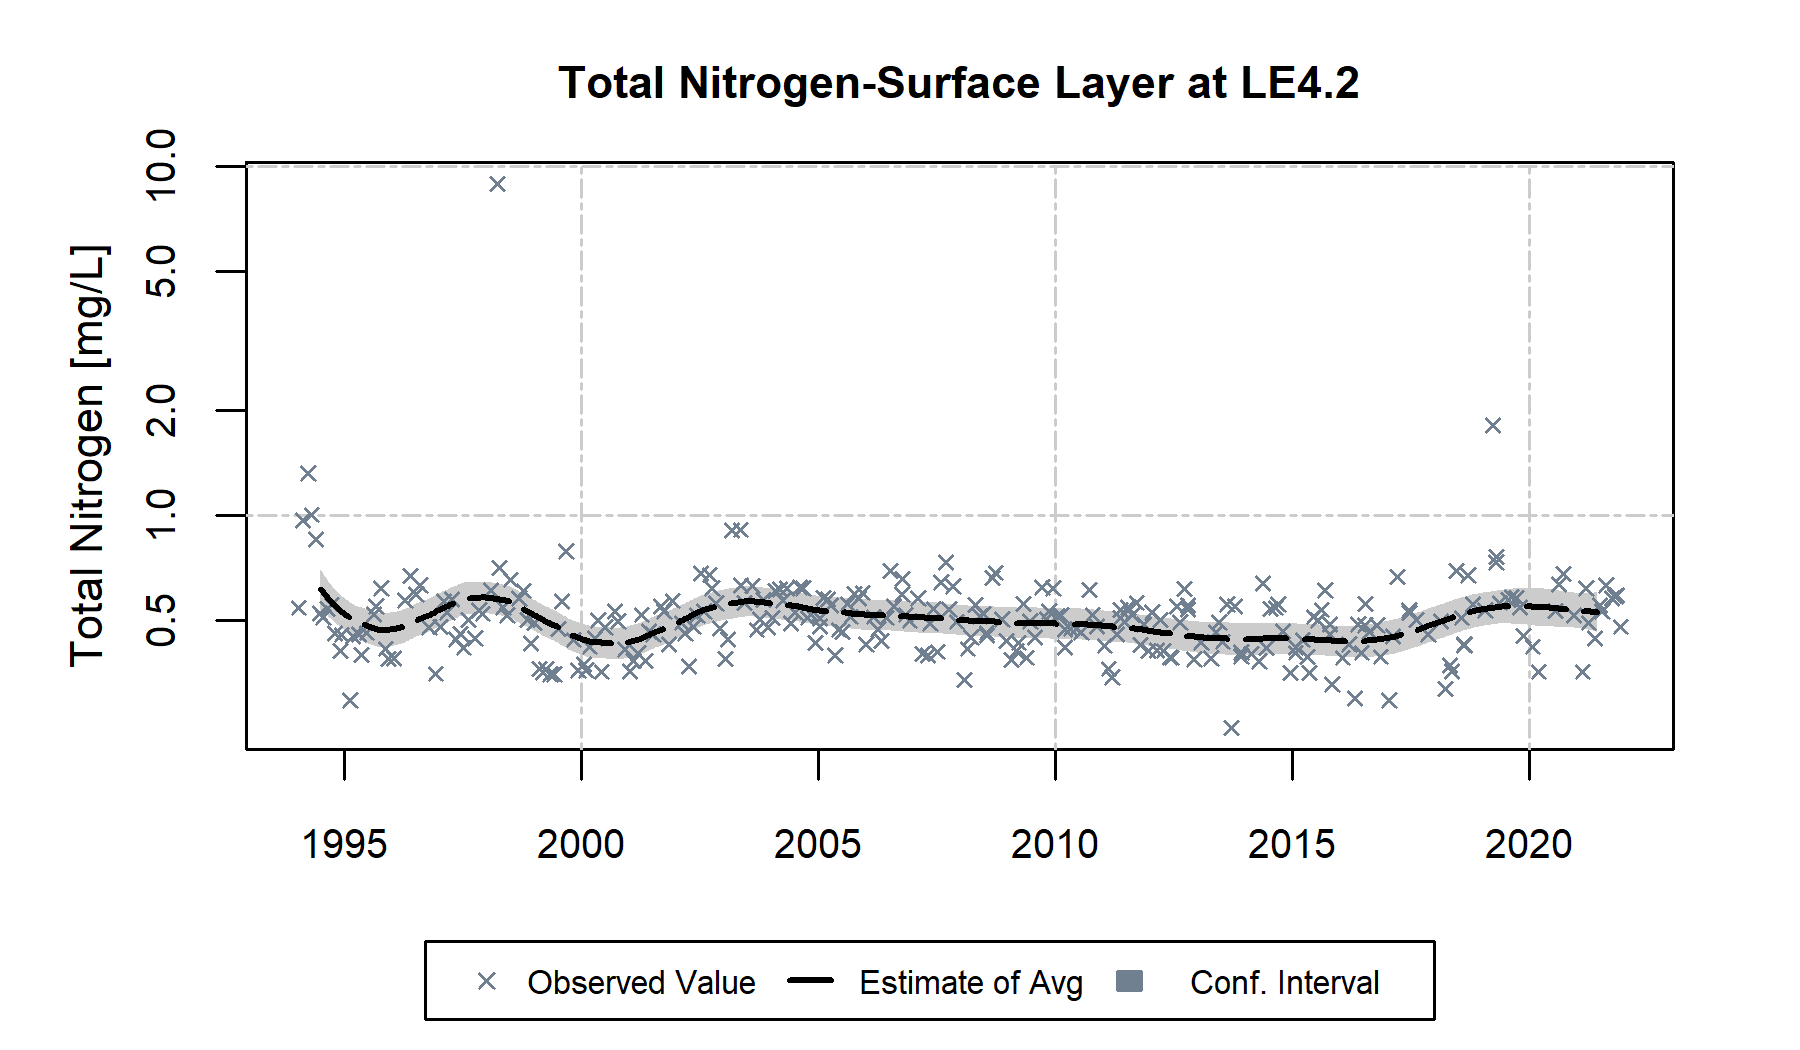 Total Nitrogen-Surface Layer at LE4.2
Total Nitrogen [mg/L]
10.0
5.0
2.0
1.0
0.5
1995 2000 2005 2010 2015 2020
Observed Value Estimate of Avg Conf. Interval